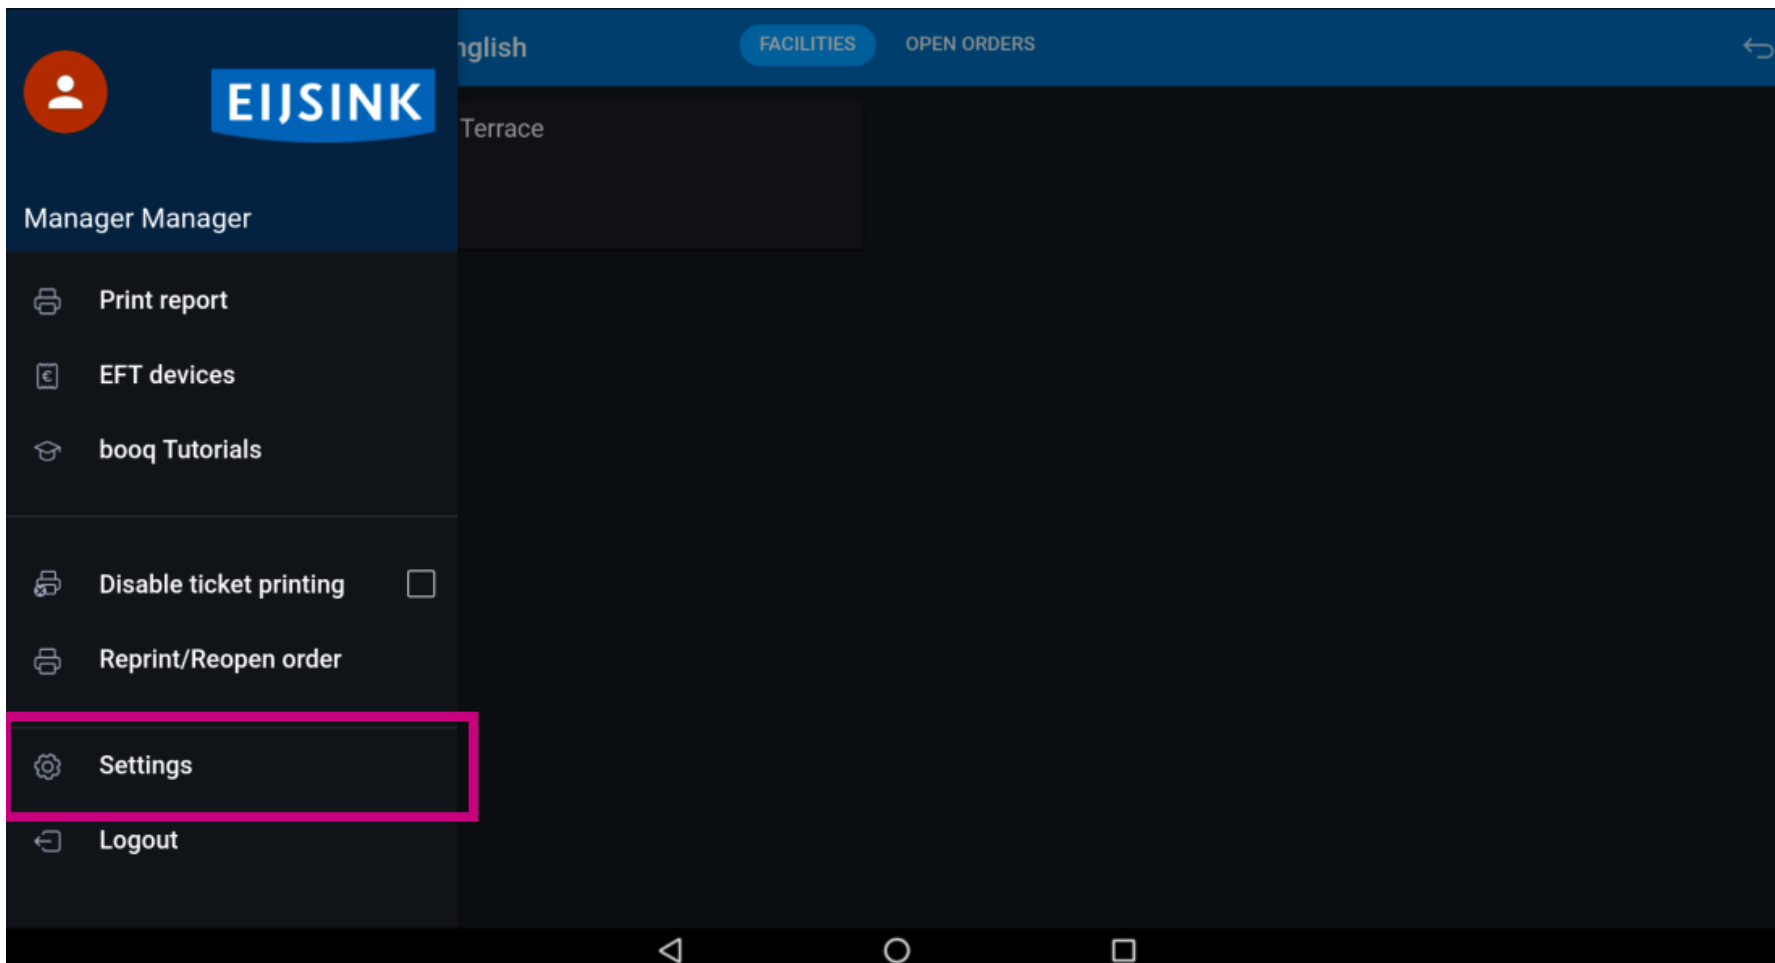 nglish
FACILITIES
OPEN ORDERS
EIJSINK
Terrace
Manager Manager
Print report
EFT devices
booq Tutorials
Disable ticket printing
Reprint/Reopen order
Settings
Logout